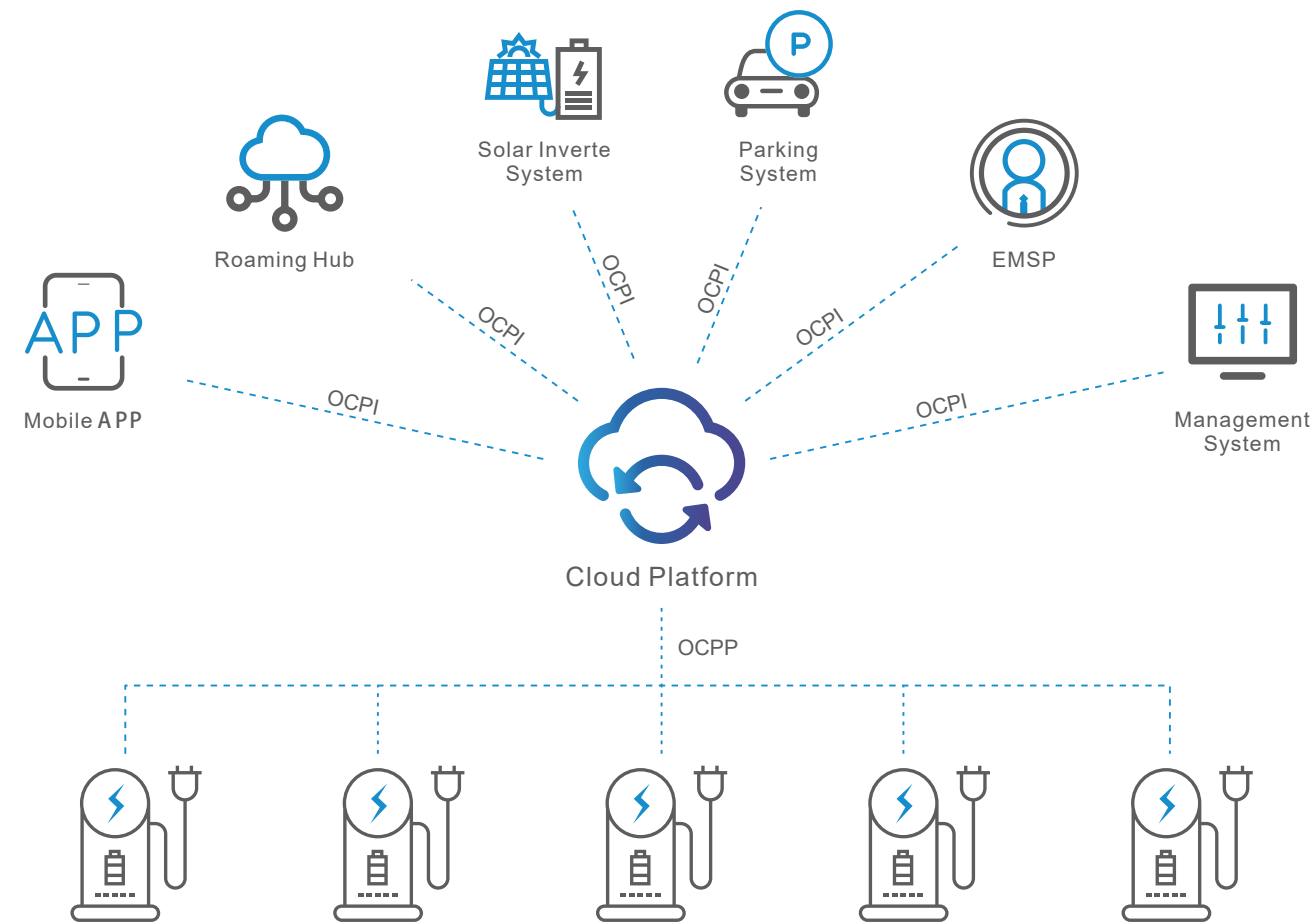 P
Solar Inverte
System
Parking
System
Roaming Hub
EMSP
APP
Mobile APP
Management
System
OCPI
OCPI
OCPI
OCPI
OCPI
OCPI
Cloud Platform
OCPP